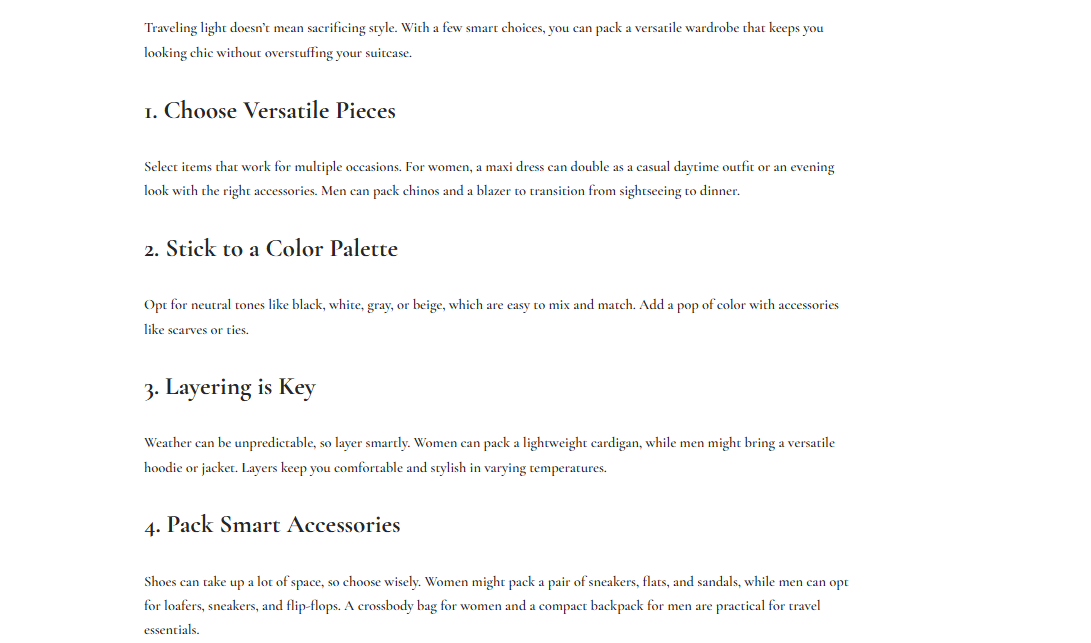 Traveling light doesn't mean sacrificing style. With a few smart choices, you can pack a versatile wardrobe that keeps you
looking chic without overstuffing your suitcase.
1. Choose Versatile Pieces
Select items that work for multiple occasions. For women, a maxi dress can double as a casual daytime outfit or an evening
look with the right accessories. Men can pack chinos and a blazer to transition from sightseeing to dinner.
2. Stick to a Color Palette
Opt for neutral tones like black, white, gray, or beige, which are easy to mix and match. Add a pop of color with accessories
like scarves or ties.
3. Layering is Key
Weather can be unpredictable, so layer smartly. Women can pack a lightweight cardigan, while men might bring a versatile
hoodie or jacket. Layers keep you comfortable and stylish in varying temperatures.
4. Pack Smart Accessories
Shoes can take up a lot of space, so choose wisely. Women might pack a pair of sneakers, flats, and sandals, while men can opt
for loafers, sneakers, and flip-flops. A crossbody bag for women and a compact backpack for men are practical for travel
essentials.